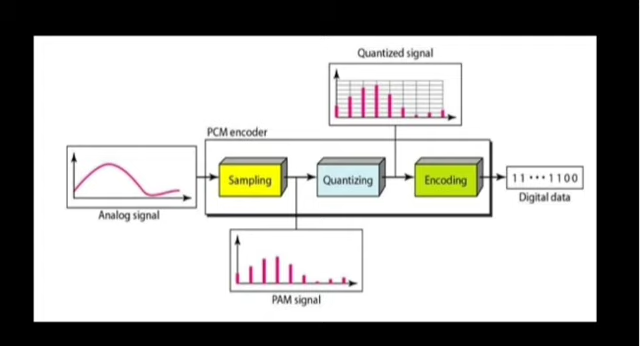 Quantized signal
PCM encoder
Sampling
Quantizing
Encoding
11 ••• 1100
Digital data
Analog signal
PAM signal